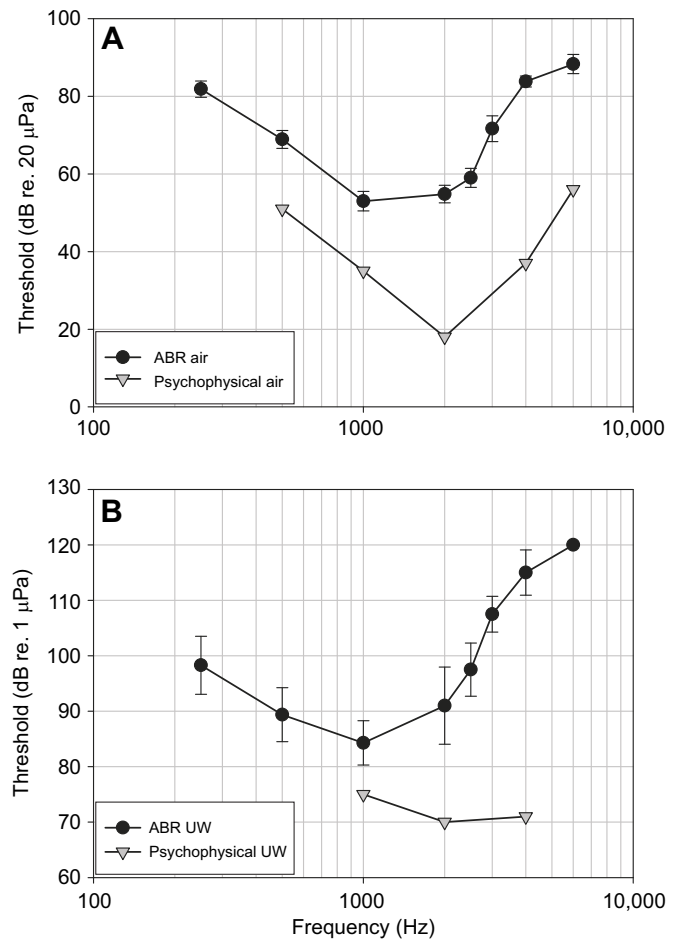 A
100
80
60
40
20
0
Threshold (dB re. 20 μPa)
ABR air
Psychophysical air
100
1000
10,000
B
130
120
110
100
90
80
70
60
Threshold (dB re. 1 μPa)
ABR UW
Psychophysical UW
100
1000
10,000
Frequency (Hz)